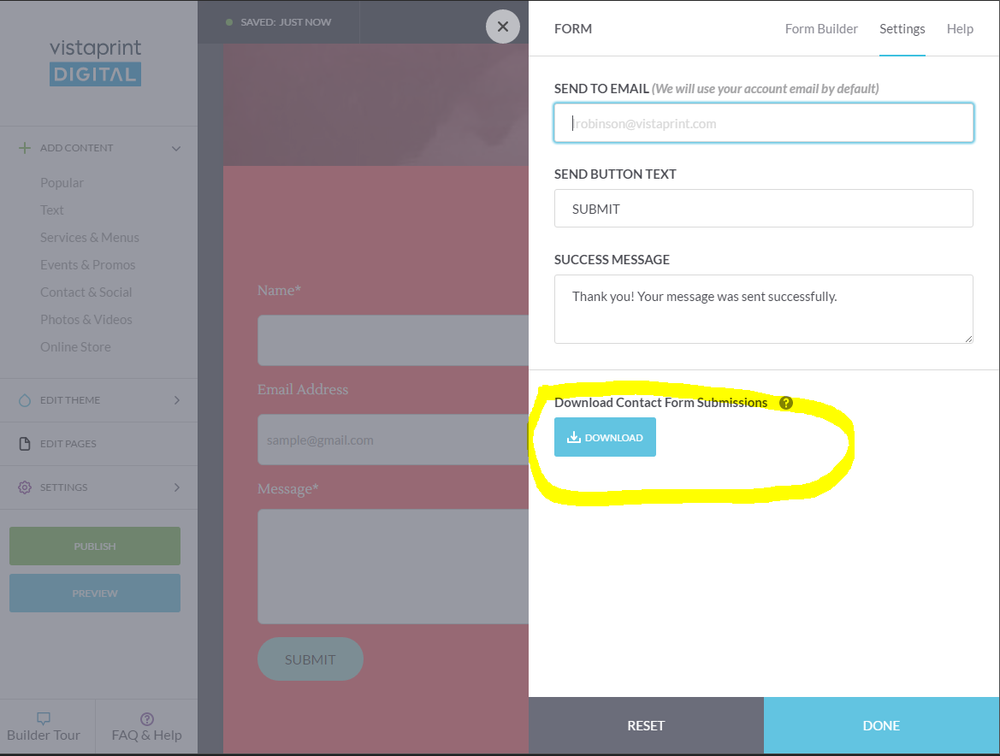 vistaprint
DIGITAL
ADD CONTENT
Popular
Text
Services & Menus
Events & Promos
Contact & Social
Photos & Videos
Online Store
EDIT THEME
EDIT PAGES
SETTINGS
PUBLISH
PREVIEW
Builder Tour
FAQ & Help
SAVED: JUST NOW
Name*
Email Address
sample@gmail.com
Message*
SUBMIT
FORM
Form Builder
Settings
Help
SEND TO EMAIL (We will use your account email by default)
lrobinson@vistaprint.com
SEND BUTTON TEXT
SUBMIT
SUCCESS MESSAGE
Thank you! Your message was sent successfully.
Download Contact Form Submissions ?
DOWNLOAD
RESET
DONE